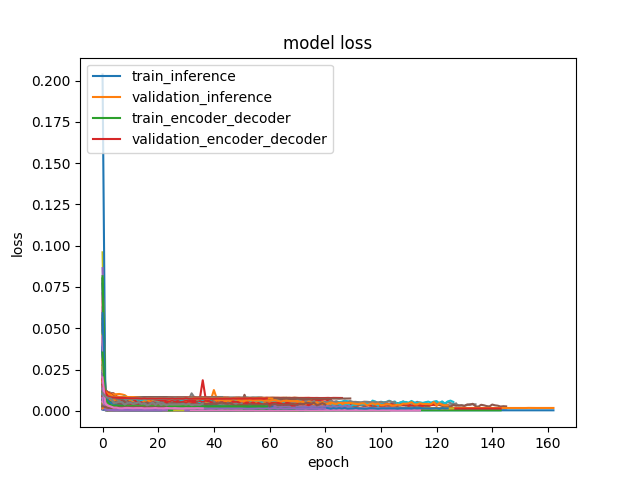 model loss
train_inference
validation_inference
train_encoder_decoder
validation_encoder_decoder
loss
0.200
0.175
0.150
0.125
0.100
0.075
0.050
0.025
0.000
0 20 40 60 80 100 120 140 160
epoch